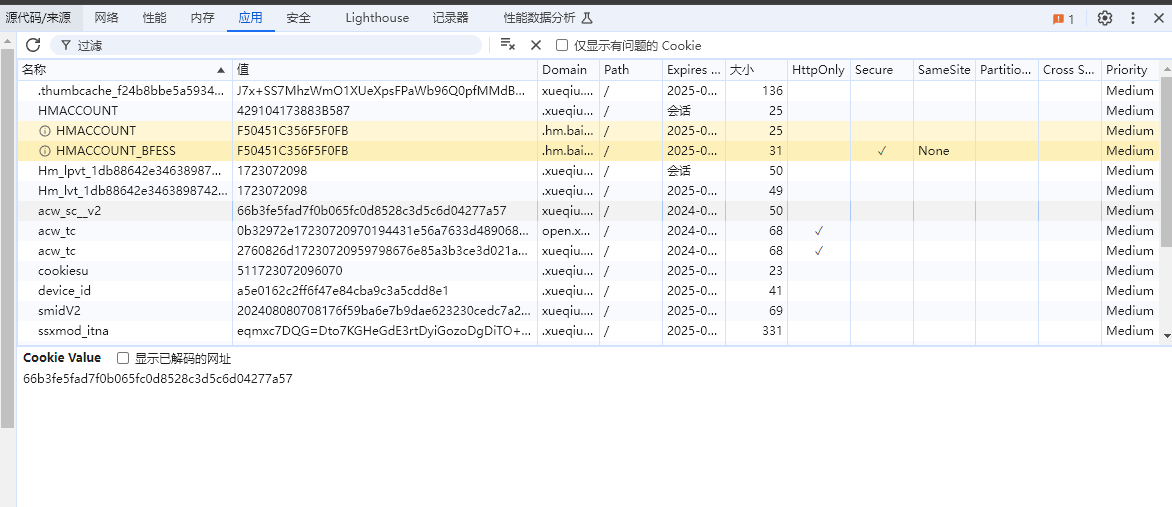 源代码/来源 网络 性能 内存 应用 安全 Lighthouse 记录器 性能数据分析 1
过滤 仅显示有问题的 Cookie
名称 值 Domain Path Expires ... 大小 HttpOnly Secure SameSite Partitio... Cross S... Priority
.thumbcache_f24b8bbe5a5934... J7x+SS7MhzWmO1XUeXpsFPaWb96Q0pfMMdB... xueqiu.... / 2025-0... 136 Medium
HMACCOUNT 429104173883B587 .xueqiu.... / 会话 25 Medium
HMACCOUNT F50451C356F5F0FB .hm.bai... / 2025-0... 25 Medium
HMACCOUNT_BFESS F50451C356F5F0FB .hm.bai... / 2025-0... 31 ✓ None Medium
Hm_lpvt_1db88642e34638987... 1723072098 .xueqiu.... / 会话 50 Medium
Hm_lvt_1db88642e3463898742... 1723072098 .xueqiu.... / 2025-0... 49 Medium
acw_sc__v2 66b3fe5fad7f0b065fc0d8528c3d5c6d04277a57 xueqiu.... / 2024-0... 50 Medium
acw_tc 0b32972e17230720970194431e56a7633d489068... open.x... / 2024-0... 68 ✓ Medium
acw_tc 2760826d17230720959798676e85a3b3ce3d021a... xueqiu.... / 2024-0... 68 ✓ Medium
cookiesu 511723072096070 .xueqiu.... / 2025-0... 23 Medium
device_id a5e0162c2ff6f47e84cba9c3a5cdd8e1 .xueqiu.... / 2025-0... 41 Medium
smidV2 202408080708176f59ba6e7b9dae623230cedc7a2... .xueqiu.... / 2025-0... 69 Medium
ssxmod_itna eqmxc7DQG=Dto7KGHeGdE3rtDyiGozoDgDiTO+... .xueqiu.... / 2025-0... 331 Medium
Cookie Value 显示已解码的网址
66b3fe5fad7f0b065fc0d8528c3d5c6d04277a57